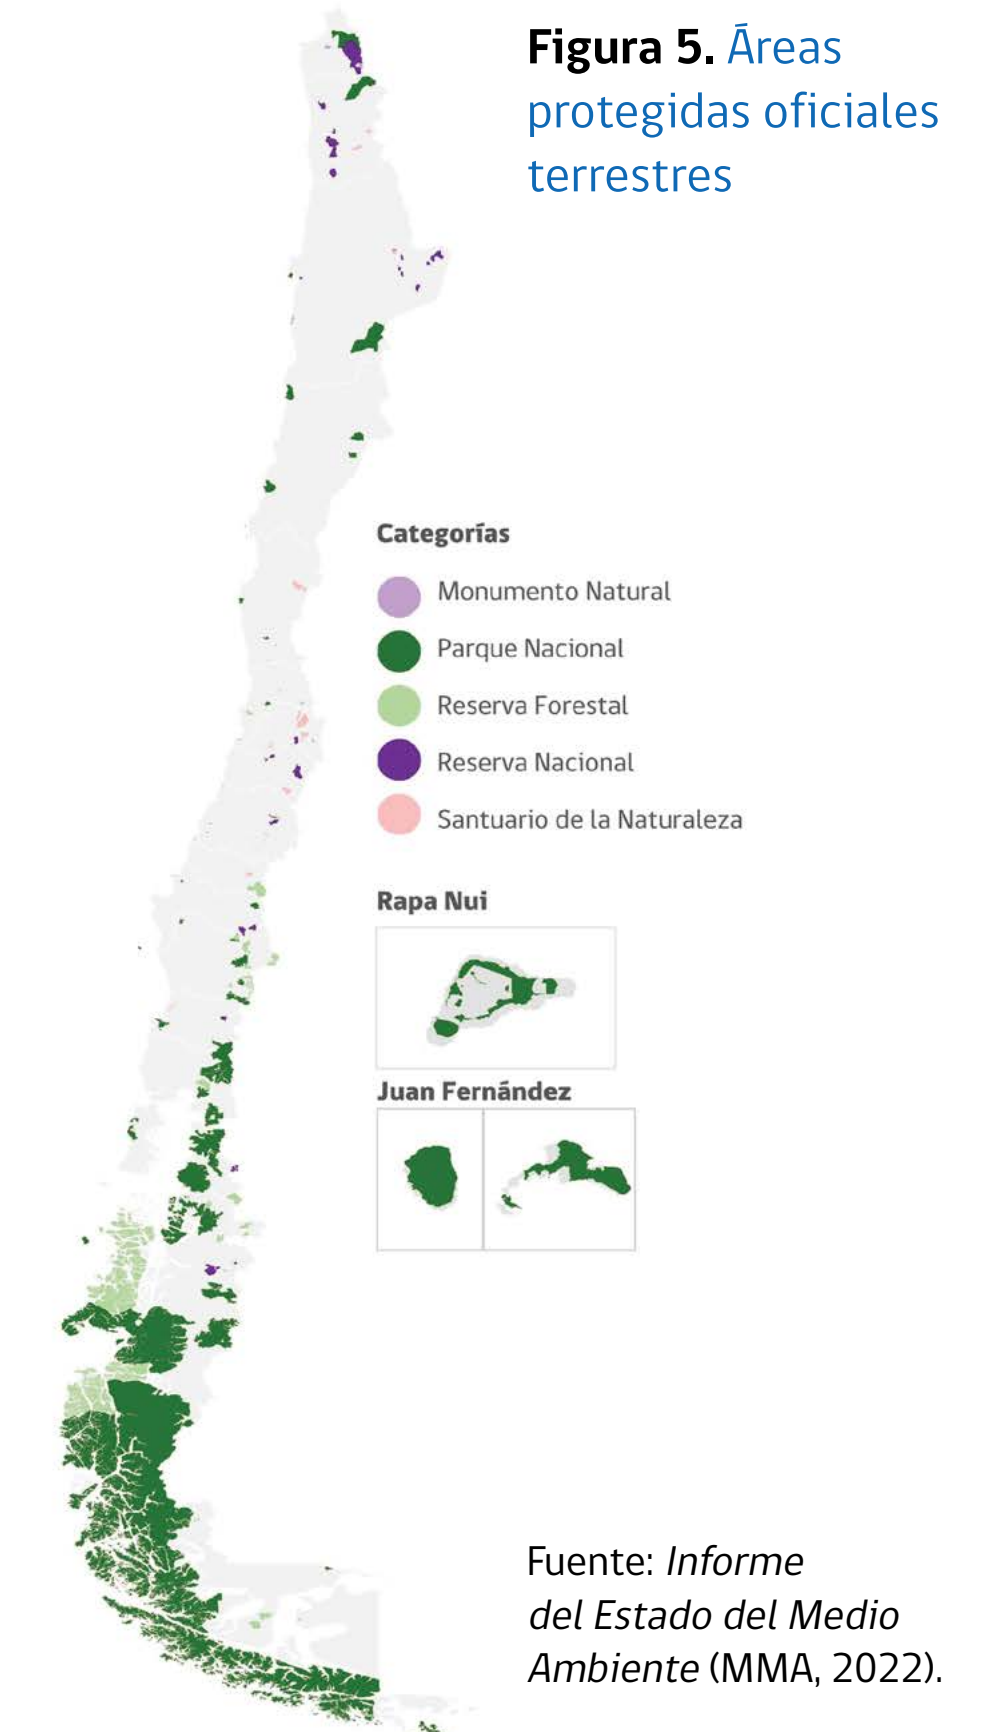 Figura 5. Áreas
protegidas oficiales
terrestres
Categorías
Monumento Natural
Parque Nacional
Reserva Forestal
Reserva Nacional
Santuario de la Naturaleza
Rapa Nui
Juan Fernández
Fuente: Informe
del Estado del Medio
Ambiente (MMA, 2022).